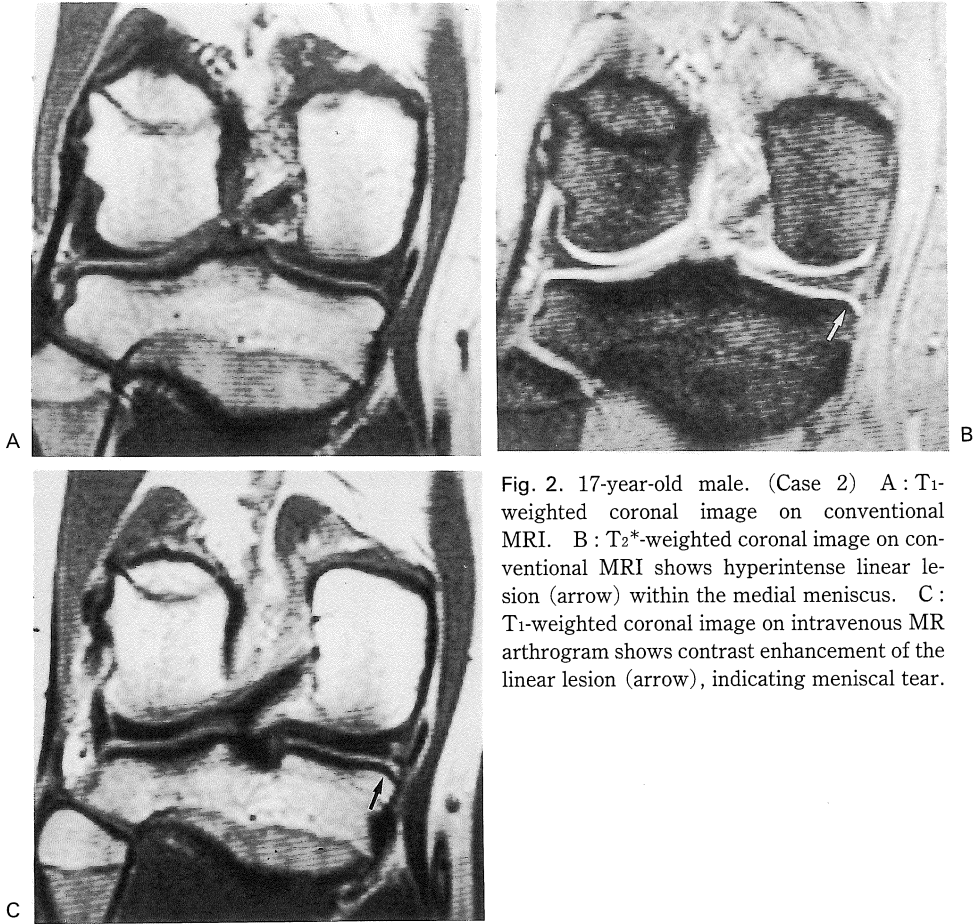 A
B
Fig. 2. 17-year-old male. (Case 2) A : T1-
weighted coronal image on conventional
MRI. B : T2*-weighted coronal image on con-
ventional MRI shows hyperintense linear le-
sion (arrow) within the medial meniscus. C :
T1-weighted coronal image on intravenous MR
arthrogram shows contrast enhancement of the
linear lesion (arrow), indicating meniscal tear.
C